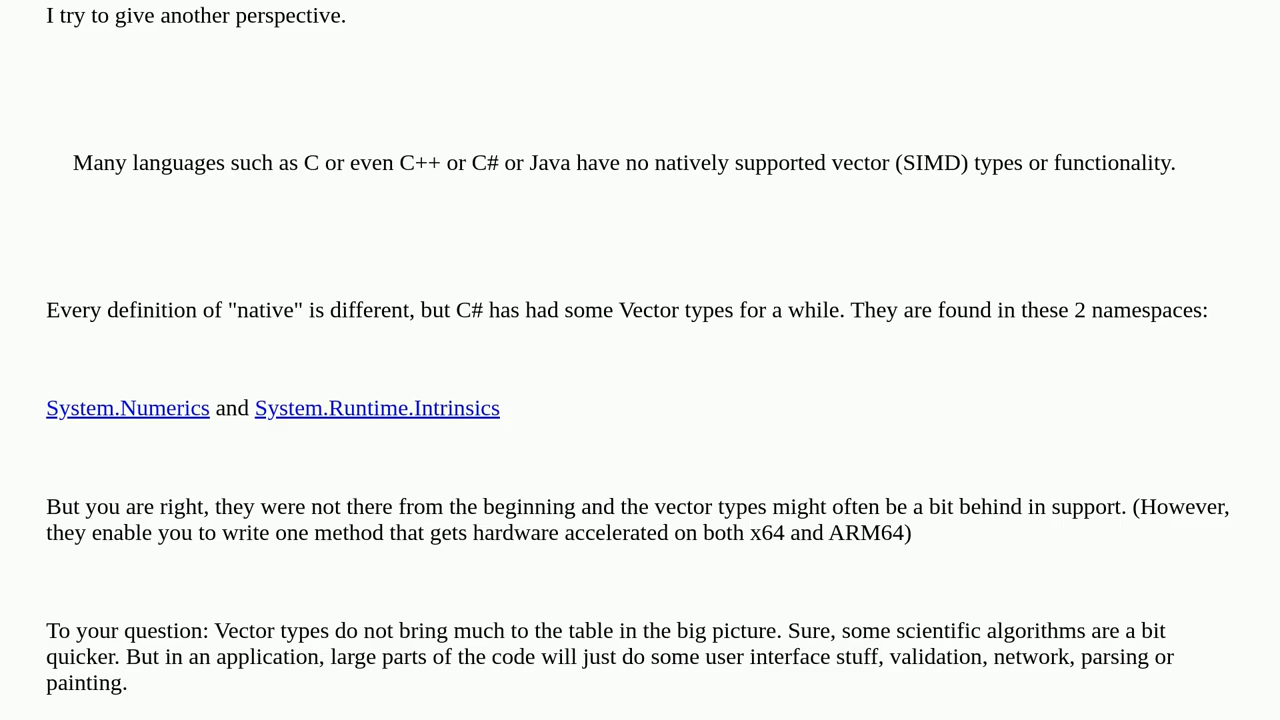 I try to give another perspective.
Many languages such as C or even C++ or C# or Java have no natively supported vector (SIMD) types or functionality.
Every definition of "native" is different, but C# has had some Vector types for a while. They are found in these 2 namespaces:
System.Numerics and System.Runtime.Intrinsics
But you are right, they were not there from the beginning and the vector types might often be a bit behind in support. (However,
they enable you to write one method that gets hardware accelerated on both x64 and ARM64)
To your question: Vector types do not bring much to the table in the big picture. Sure, some scientific algorithms are a bit
quicker. But in an application, large parts of the code will just do some user interface stuff, validation, network, parsing or
painting.